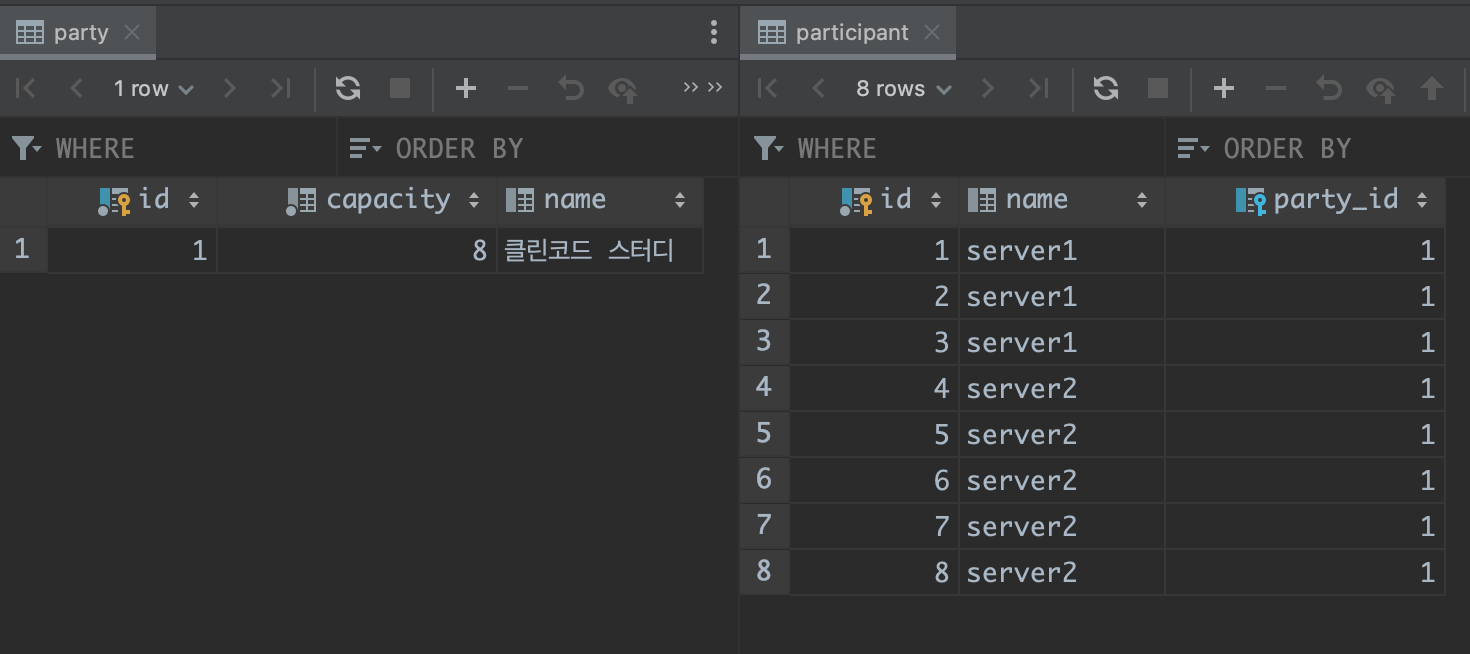 party
participant
1 row
8 rows
WHERE
ORDER BY
WHERE
ORDER BY
id capacity name
1 1 8 클린코드 스터디
id name party_id
1 1 server1 1
2 2 server1 1
3 3 server1 1
4 4 server2 1
5 5 server2 1
6 6 server2 1
7 7 server2 1
8 8 server2 1